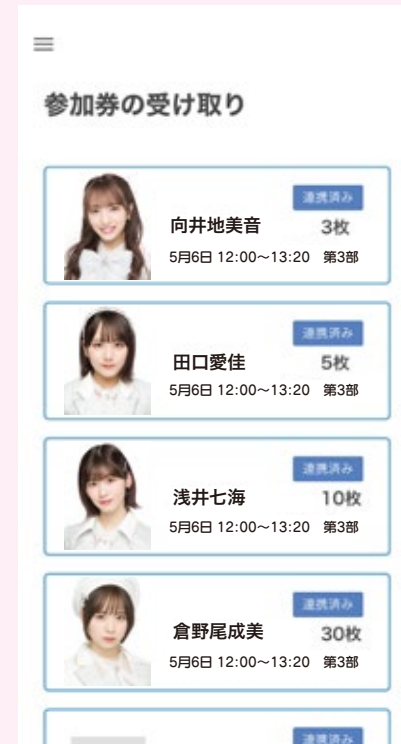 参加券の受け取り
連携済み
向井地美音 3枚
5月6日 12:00〜13:20 第3部
連携済み
田口愛佳 5枚
5月6日 12:00〜13:20 第3部
連携済み
浅井七海 10枚
5月6日 12:00〜13:20 第3部
連携済み
倉野尾成美 30枚
5月6日 12:00〜13:20 第3部
連携済み